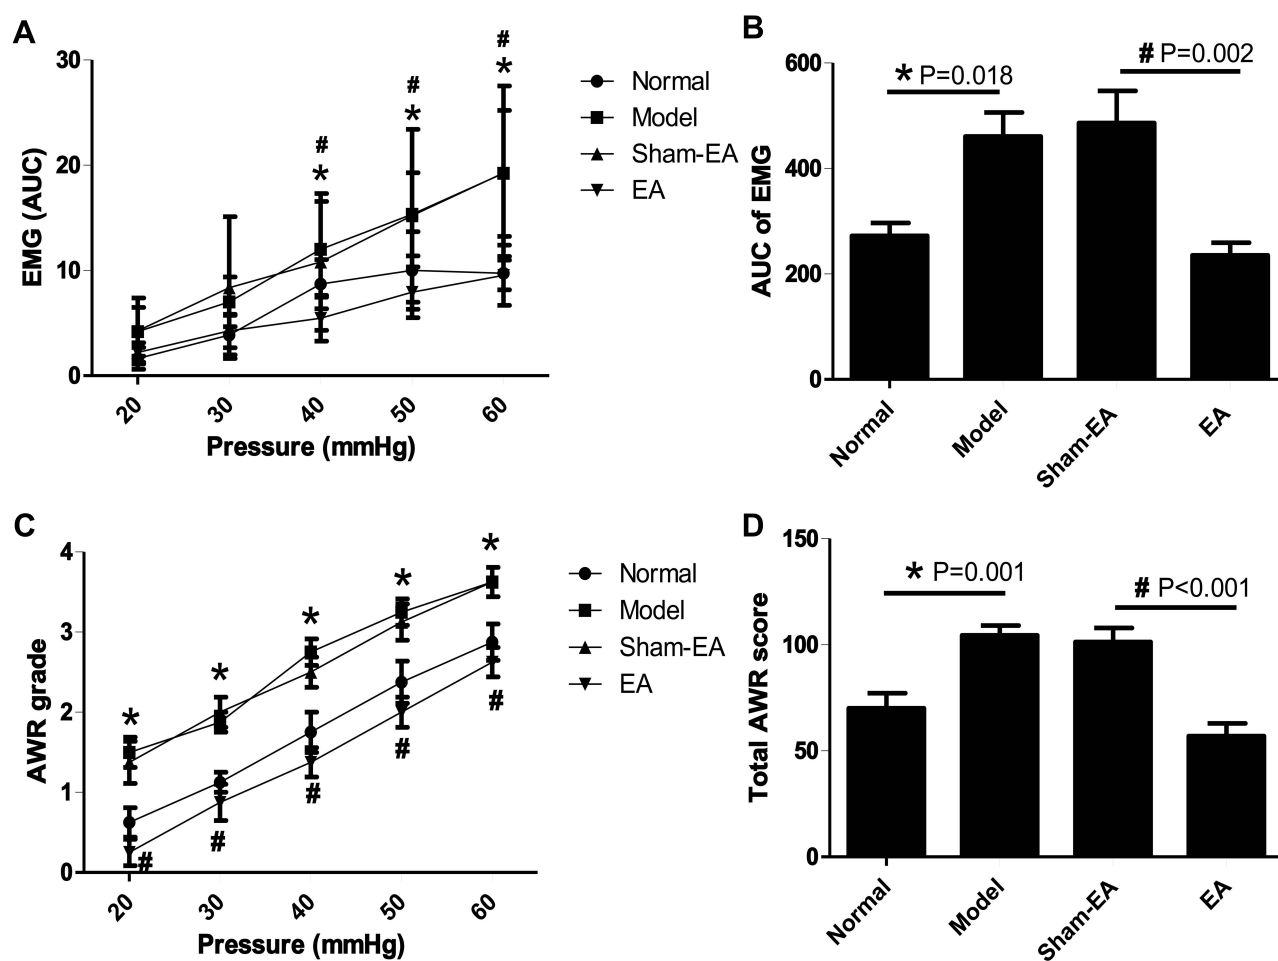 A
#
*
#
*
#
*
30
20
10
0
EMG (AUC)
20
30
40
50
60
Pressure (mmHg)
Normal
Model
Sham-EA
EA
B
* P=0.018
# P=0.002
600
400
200
0
AUC of EMG
Normal
Model
Sham-EA
EA
C
*
*
*
*
*
#
#
#
#
#
4
3
2
1
0
AWR grade
20
30
40
50
60
Pressure (mmHg)
Normal
Model
Sham-EA
EA
D
* P=0.001
# P<0.001
150
100
50
0
Total AWR score
Normal
Model
Sham-EA
EA